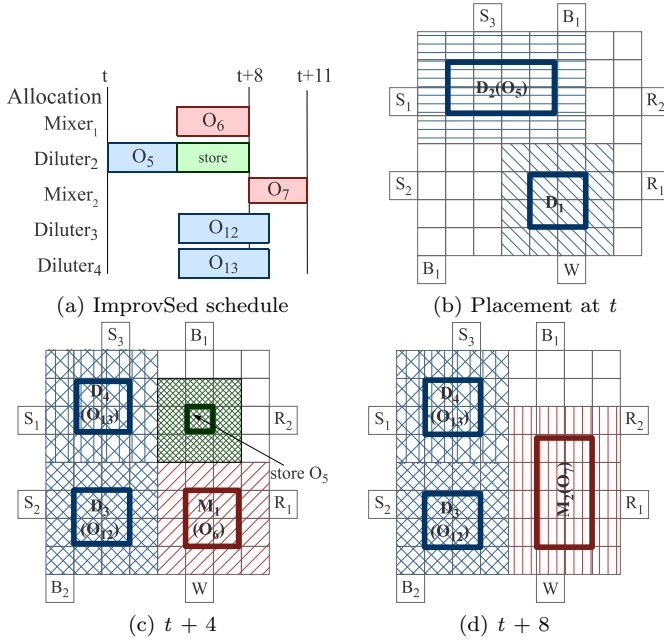 t
t+8
t+11
Allocation
Mixer1
O6
Diluter2
O5
store
Mixer2
O7
Diluter3
O12
Diluter4
O13
(a) ImprovSed schedule
S3
B1
S1
D2(O5)
R2
S2
D1
R1
B1
W
(b) Placement at t
S3
B1
S1
D4
(O13)
R2
store O5
S2
D3
(O12)
M1
(O6)
R1
B2
W
(c) t + 4
S3
B1
S1
D4
(O13)
R2
S2
D3
(O12)
M2(O7)
R1
B2
W
(d) t + 8